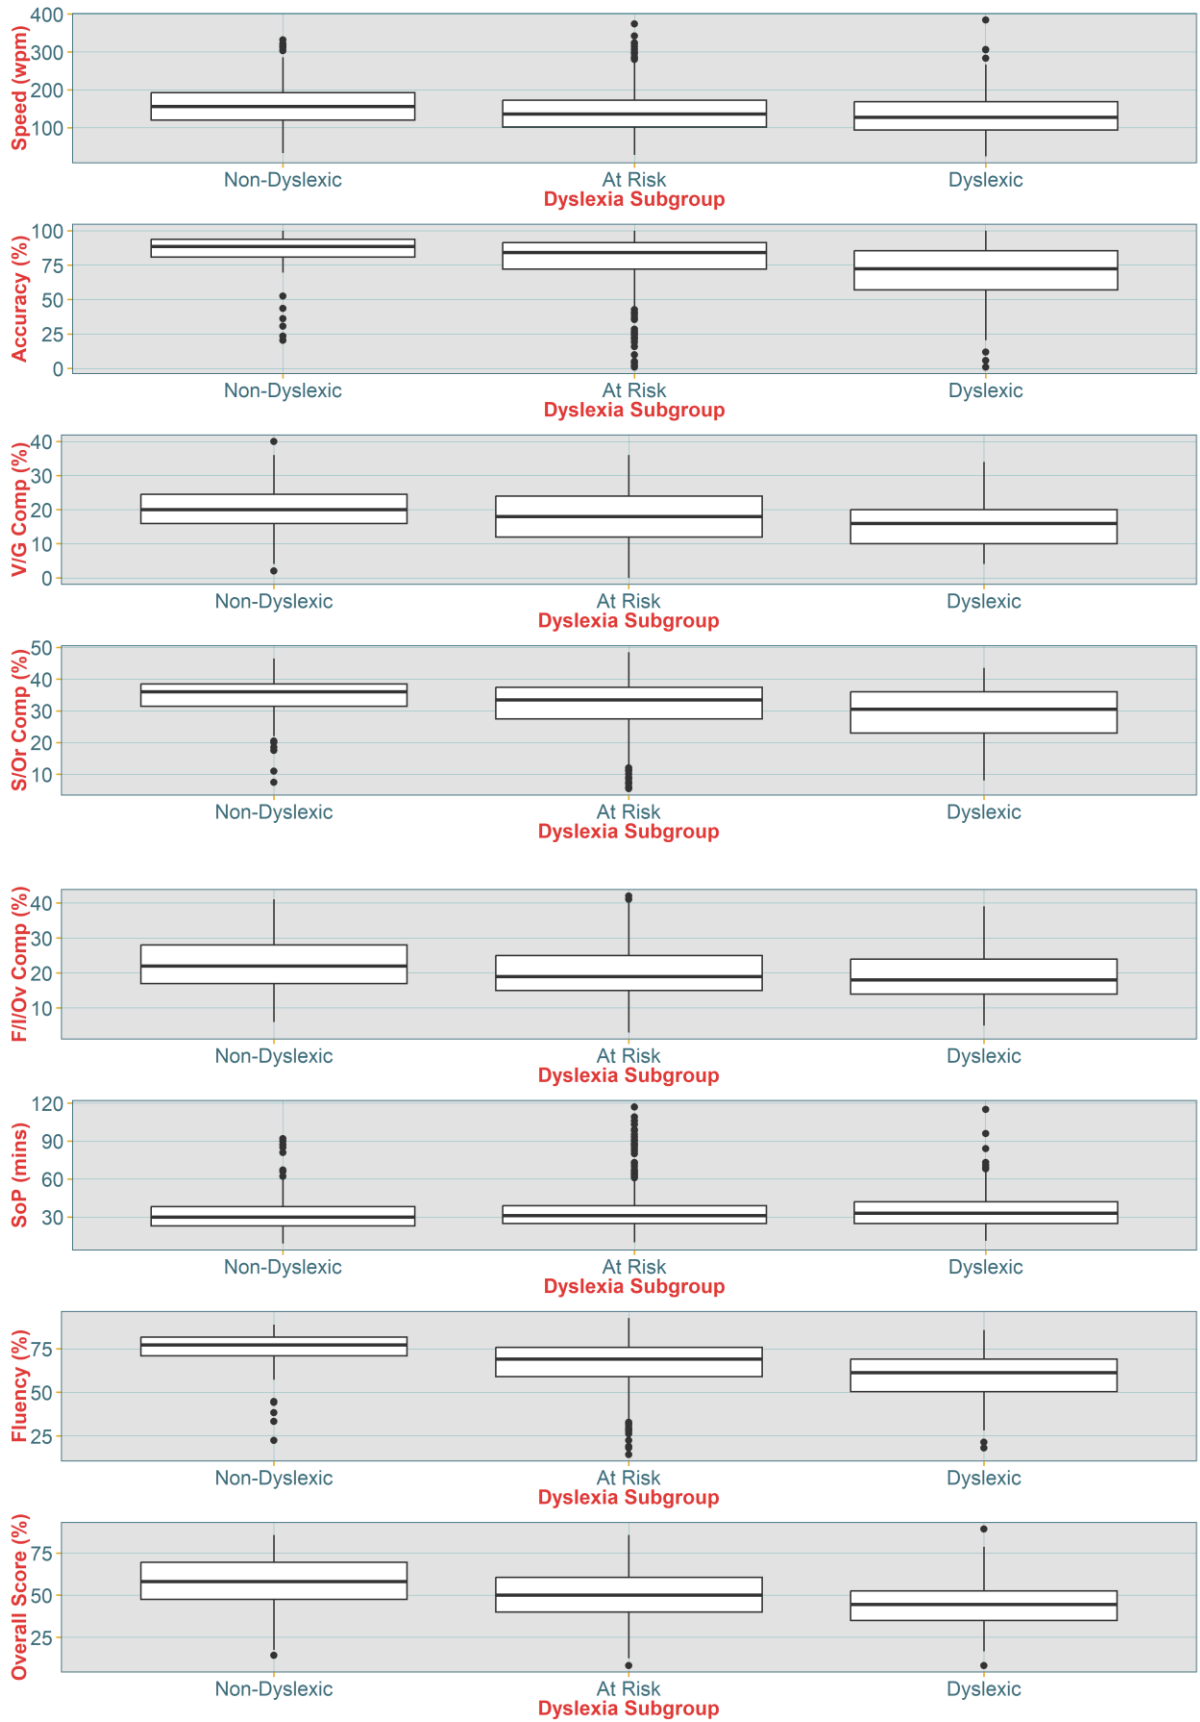 Speed (wpm)
400
300
200
100
Non-Dyslexic At Risk Dyslexic
Dyslexia Subgroup
Accuracy (%)
100
75
50
25
0
Non-Dyslexic At Risk Dyslexic
Dyslexia Subgroup
V/G Comp (%)
40
30
20
10
0
Non-Dyslexic At Risk Dyslexic
Dyslexia Subgroup
S/Or Comp (%)
50
40
30
20
10
Non-Dyslexic At Risk Dyslexic
Dyslexia Subgroup
F/I/Ov Comp (%)
40
30
20
10
Non-Dyslexic At Risk Dyslexic
Dyslexia Subgroup
SoP (mins)
120
90
60
30
Non-Dyslexic At Risk Dyslexic
Dyslexia Subgroup
Fluency (%)
75
50
25
Non-Dyslexic At Risk Dyslexic
Dyslexia Subgroup
Overall Score (%)
75
50
25
Non-Dyslexic At Risk Dyslexic
Dyslexia Subgroup